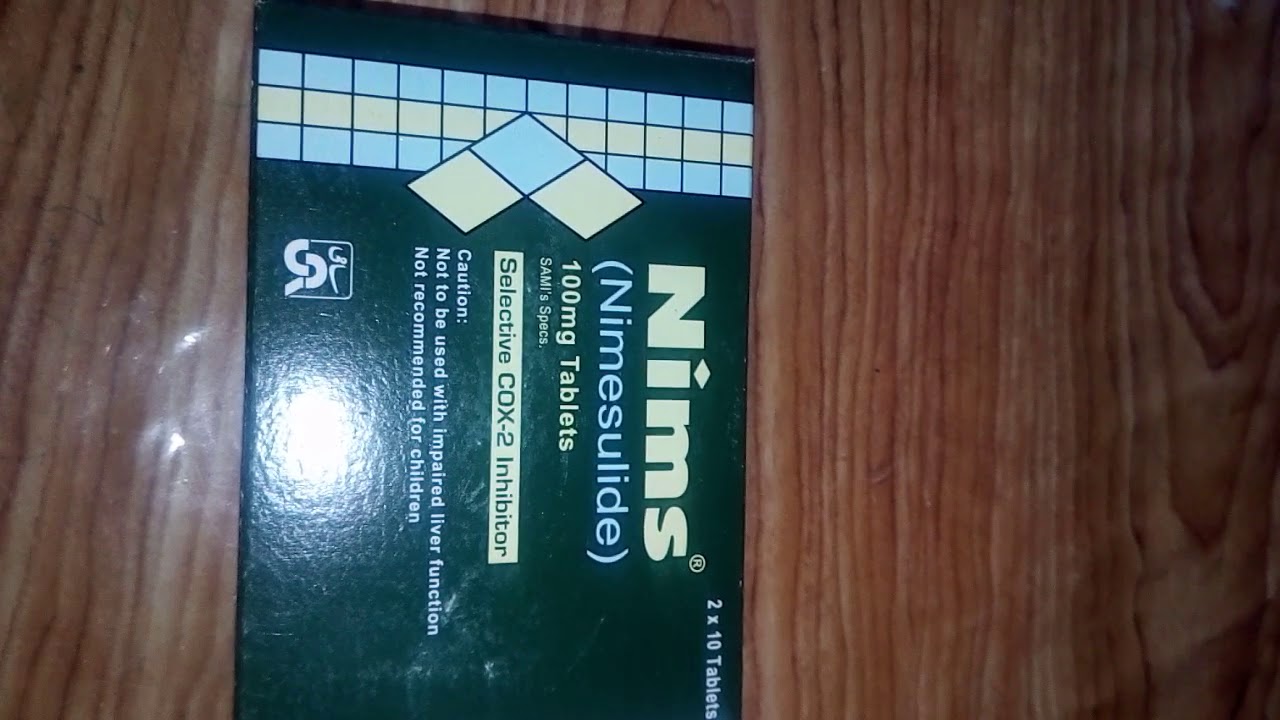 2 x 10 Tablets
Nims®
(Nimesulide)
100mg Tablets
SAMI's Specs.
Selective COX-2 Inhibitor
Caution:
Not to be used with impaired liver function
Not recommended for children